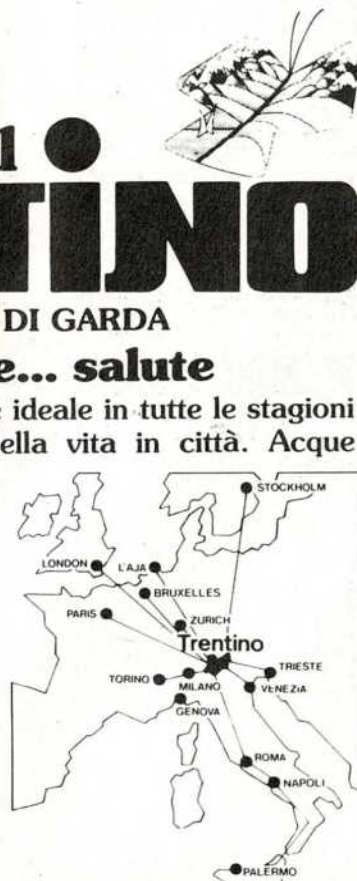 TINO
DI GARDA
e... salute
e ideale in tutte le stagioni
ella vita in città. Acque
STOCKHOLM
LONDON
L'AJA
BRUXELLES
PARIS
ZURICH
Trentino
TORINO
MILANO
TRIESTE
VENEZIA
GENOVA
ROMA
NAPOLI
PALERMO